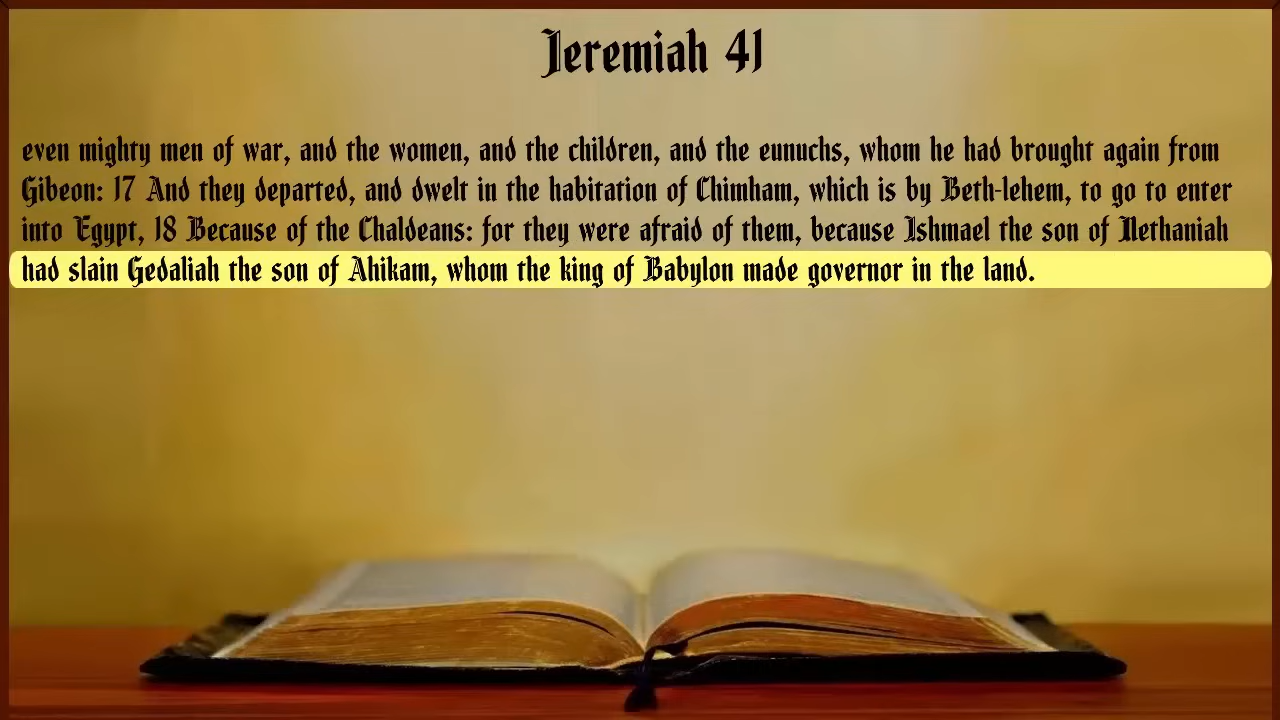 Jeremiah 41
even mighty men of war, and the women, and the children, and the eunuchs, whom he had brought again from
Gibeon: 17 And they departed, and dwelt in the habitation of Chimham, which is by Beth-lehem, to go to enter
into Egypt, 18 Because of the Chaldeans: for they were afraid of them, because Ishmael the son of Nethaniah
had slain Gedaliah the son of Ahikam, whom the king of Babylon made governor in the land.